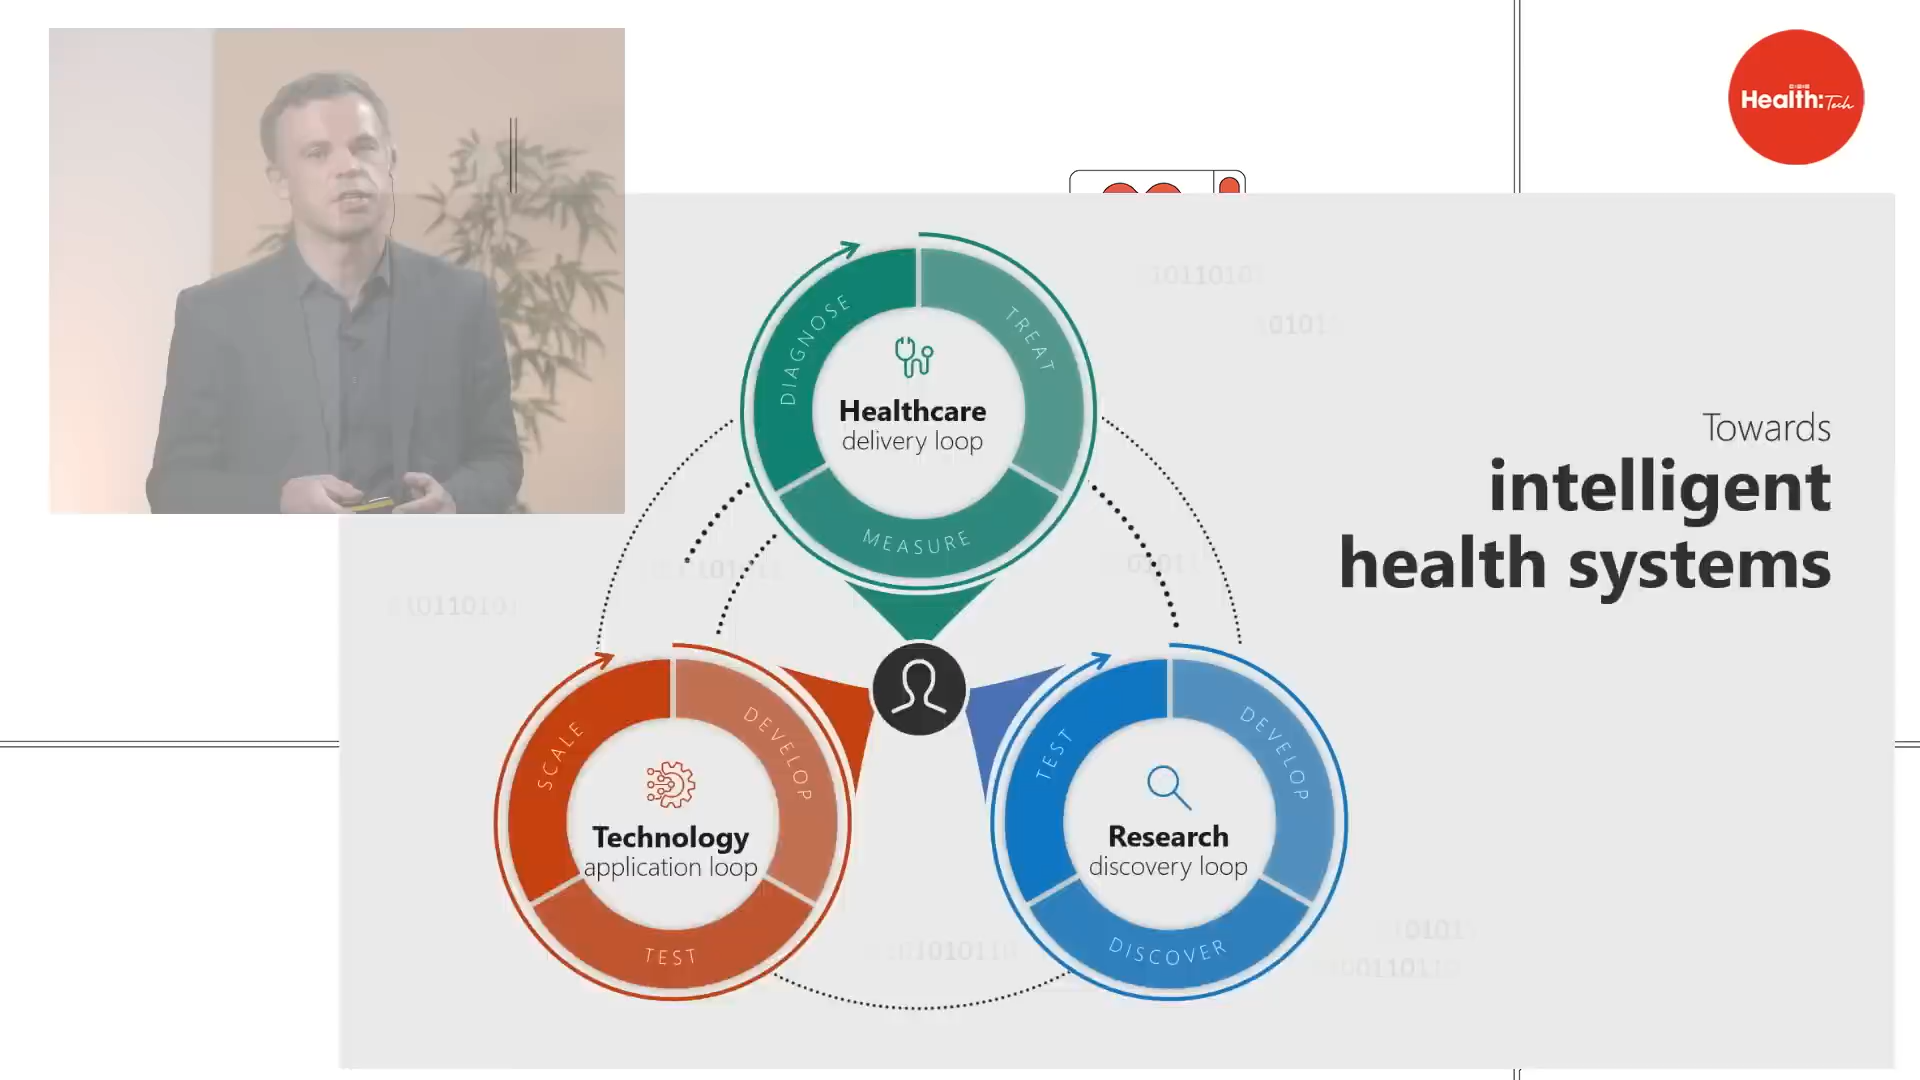 Health:Tech
Towards
intelligent
health systems
DIAGNOSE
TREAT
MEASURE
Healthcare
delivery loop
SCALE
DEVELOP
TEST
Technology
application loop
TEST
DEVELOP
DISCOVER
Research
discovery loop